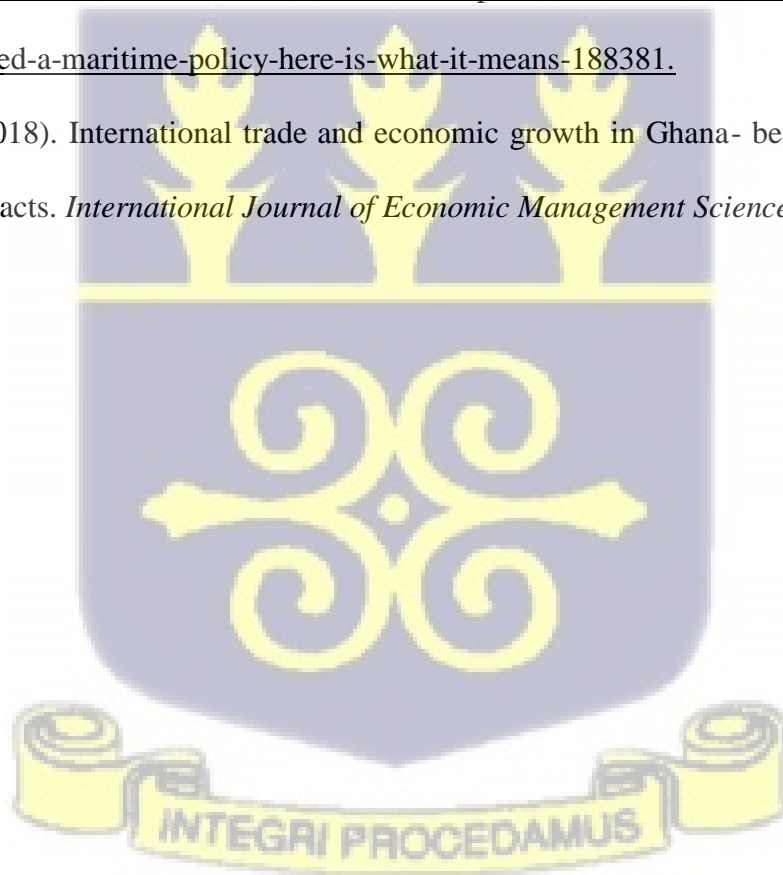 ed-a-maritime-policy-here-is-what-it-means-188381.
018). International trade and economic growth in Ghana- be
acts. International Journal of Economic Management Science
INTEGRI PROCEDAMUS